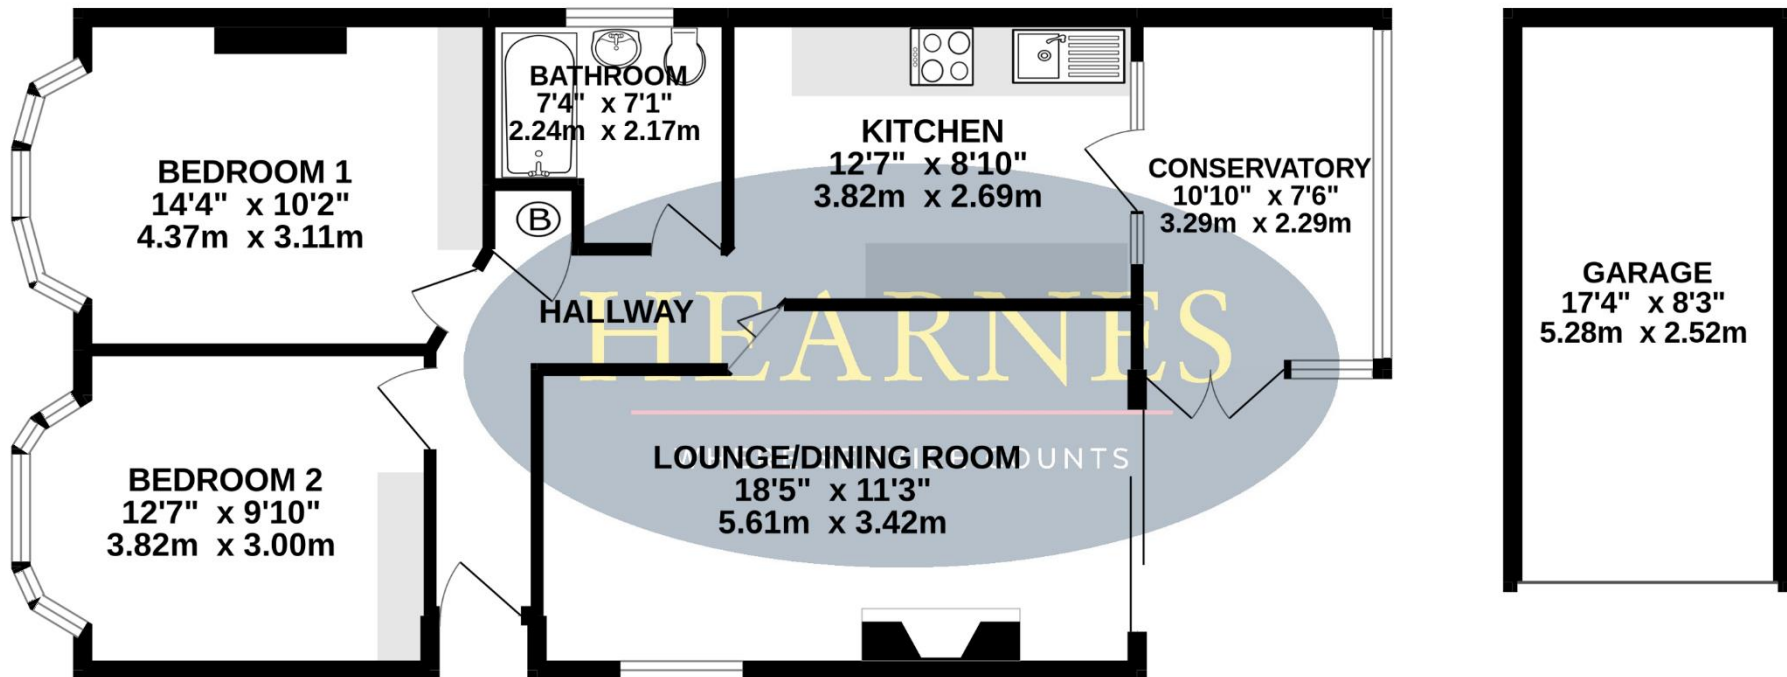 BEDROOM 1
14'4" x 10'2"
4.37m x 3.11m
BATHROOM
7'4" x 7'1"
2.24m x 2.17m
B
KITCHEN
12'7" x 8'10"
3.82m x 2.69m
CONSERVATORY
10'10" x 7'6"
3.29m x 2.29m
GARAGE
17'4" x 8'3"
5.28m x 2.52m
HALLWAY
HEARNES
WHERE SERVICE COUNTS
BEDROOM 2
12'7" x 9'10"
3.82m x 3.00m
LOUNGE/DINING ROOM
18'5" x 11'3"
5.61m x 3.42m